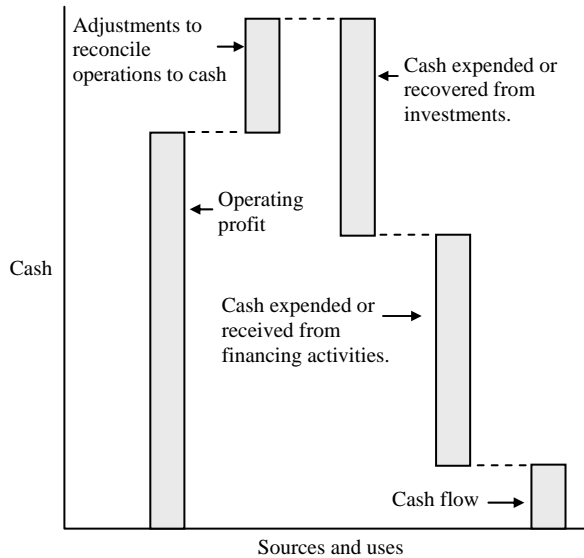 Adjustments to
reconcile
operations to cash
Cash expended or
recovered from
investments.
Operating
profit
Cash
Cash expended or
received from
financing activities.
Cash flow
Sources and uses